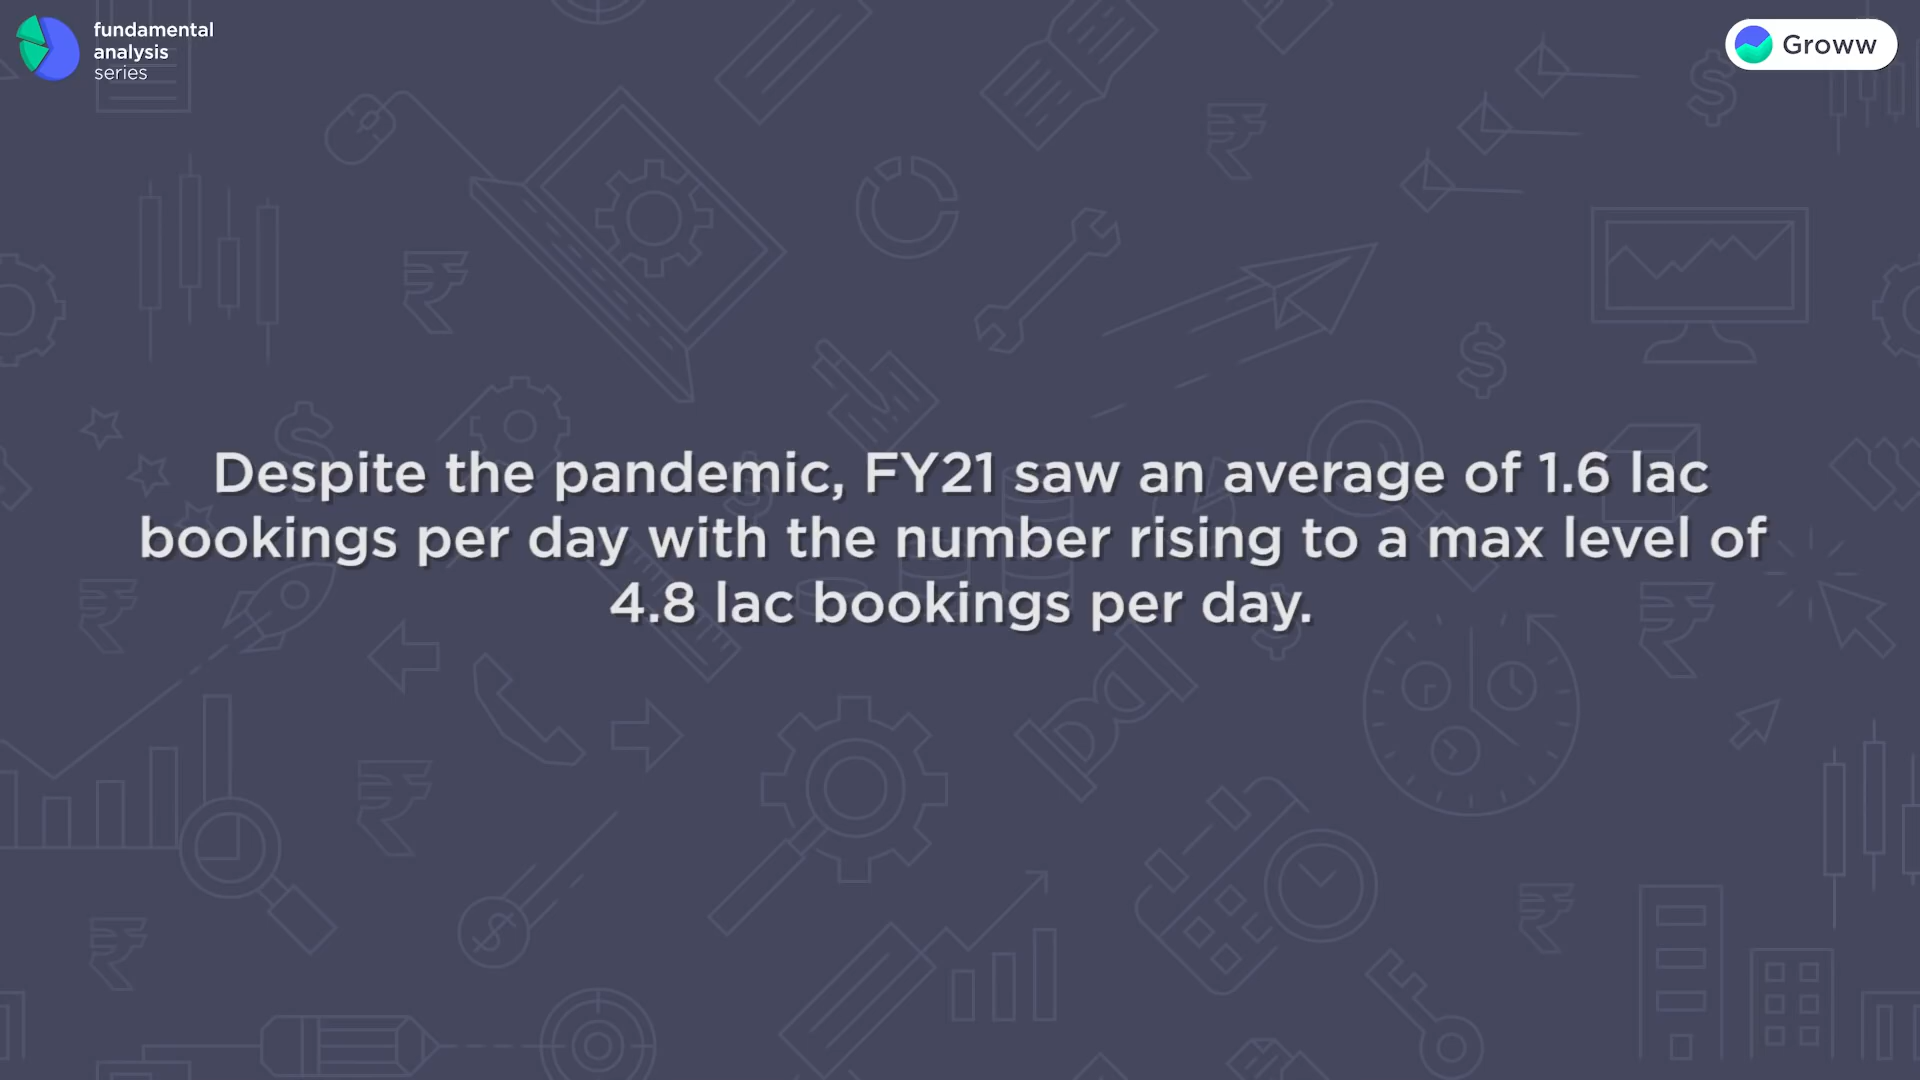 fundamental
analysis
series
Groww
Despite the pandemic, FY21 saw an average of 1.6 lac
bookings per day with the number rising to a max level of
4.8 lac bookings per day.